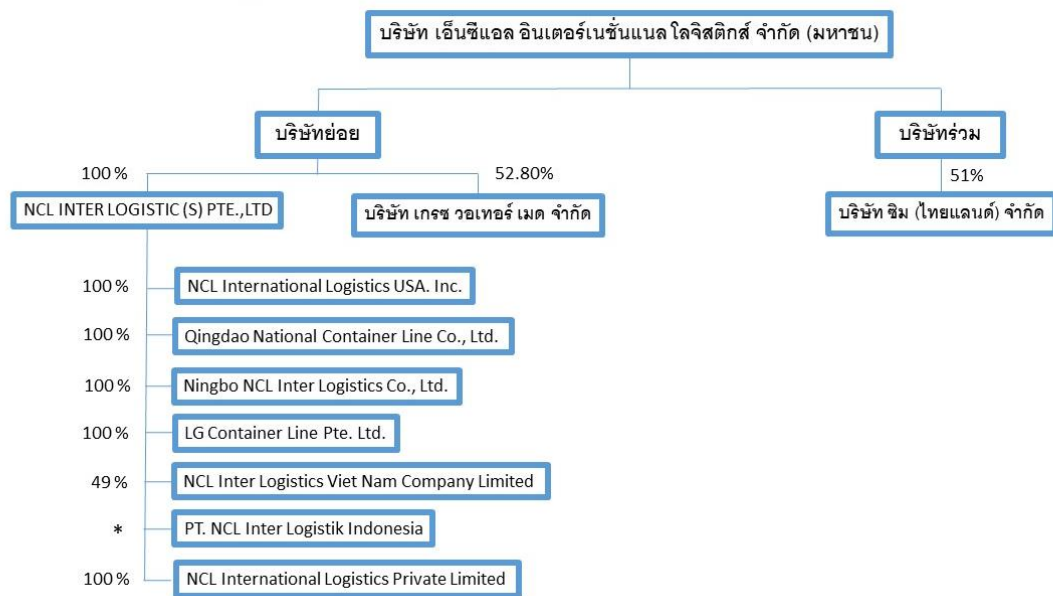 บริษัท เอ็นซีแอล อินเตอร์เนชั่นแนล โลจิสติกส์ จำกัด (มหาชน)
บริษัทย่อย
บริษัทร่วม
100 %
52.80%
51%
NCL INTER LOGISTIC (S) PTE.,LTD
บริษัท เกรซ วอเทอร์ เมด จำกัด
บริษัท ซิม (ไทยแลนด์) จำกัด
100 % NCL International Logistics USA. Inc.
100 % Qingdao National Container Line Co., Ltd.
100 % Ningbo NCL Inter Logistics Co., Ltd.
100 % LG Container Line Pte. Ltd.
49 % NCL Inter Logistics Viet Nam Company Limited
* PT. NCL Inter Logistik Indonesia
100 % NCL International Logistics Private Limited